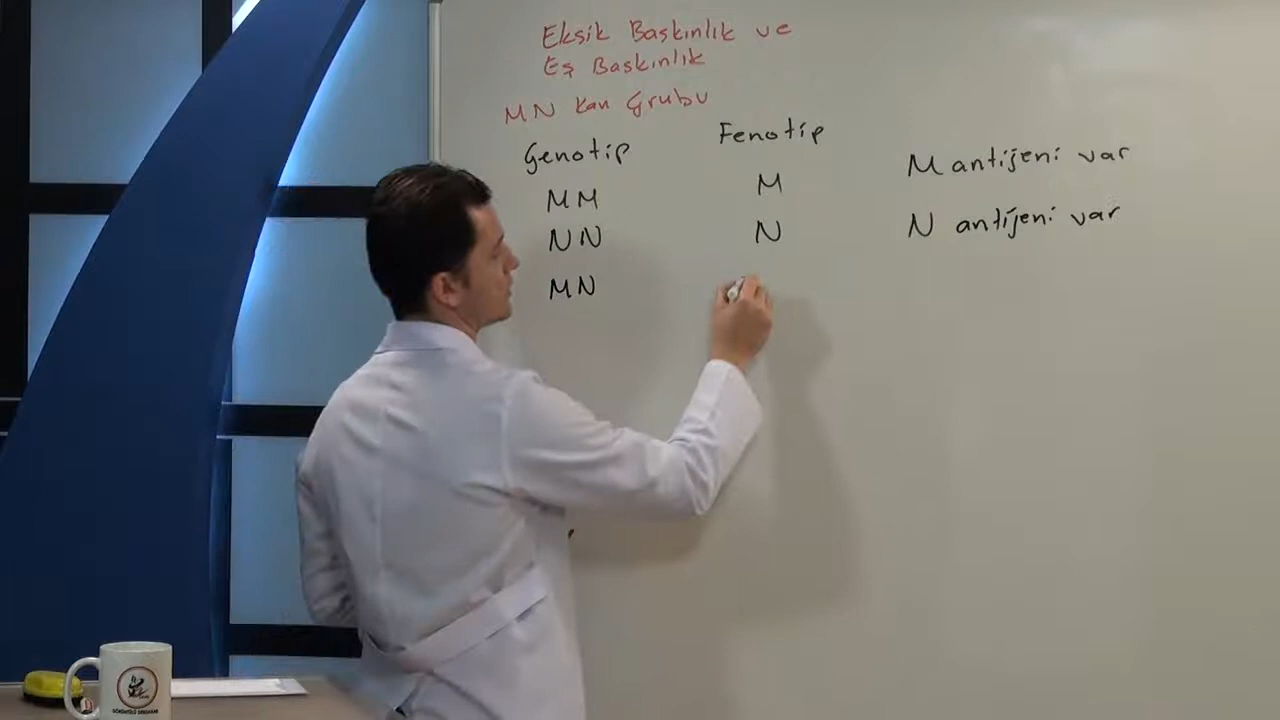 Eksik Baskınlık ve
Eş Baskınlık
MN Kan Grubu
Genotip Fenotip
MM M M antijeni var
NN N N antijeni var
MN